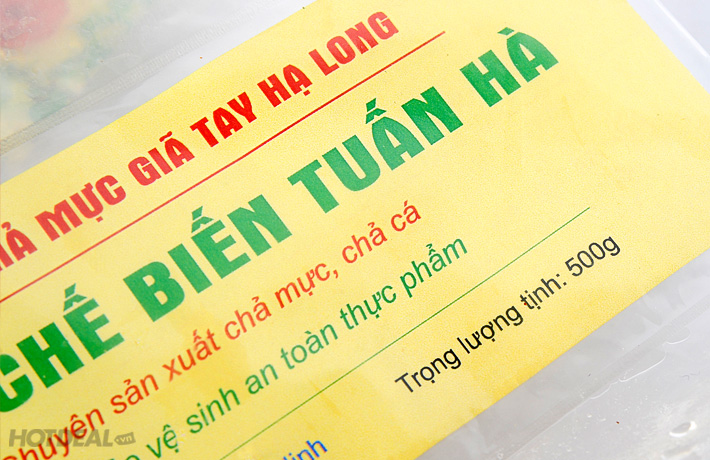 MỰC GIÃ TAY HẠ LONG
CHẾ BIẾN TUẤN HÀ
chuyên sản xuất chả mực, chả cá
vệ sinh an toàn thực phẩm
Trọng lượng tịnh: 500g
HOTDEAL.vn